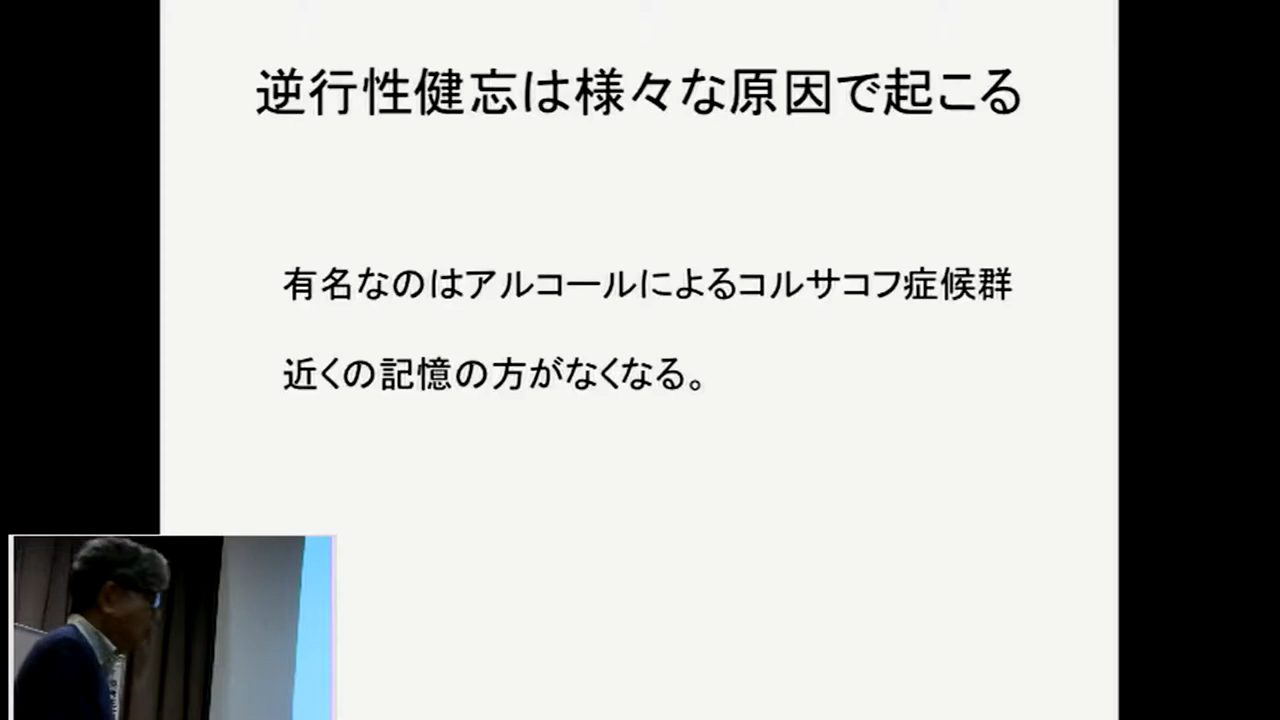 逆行性健忘は様々な原因で起こる
有名なのはアルコールによるコルサコフ症候群
近くの記憶の方がなくなる。